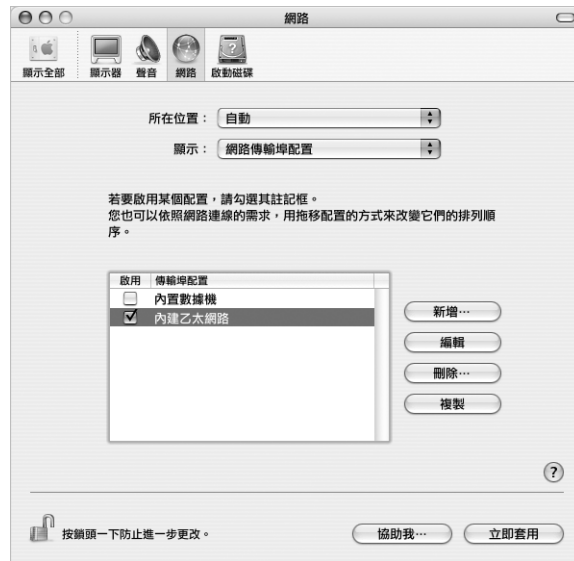 網路
顯示全部
顯示器
聲音
網路
啟動磁碟
所在位置：
自動
顯示：
網路傳輸埠配置
若要啟用某個配置，請勾選其註記框。
您也可以依照網路連線的需求，用拖移配置的方式來改變它們的排列順
序。
啟用
傳輸埠配置
內置數據機
內建乙太網路
新增…
編輯
刪除…
複製
?
按鎖頭一下防止進一步更改。
協助我…
立即套用